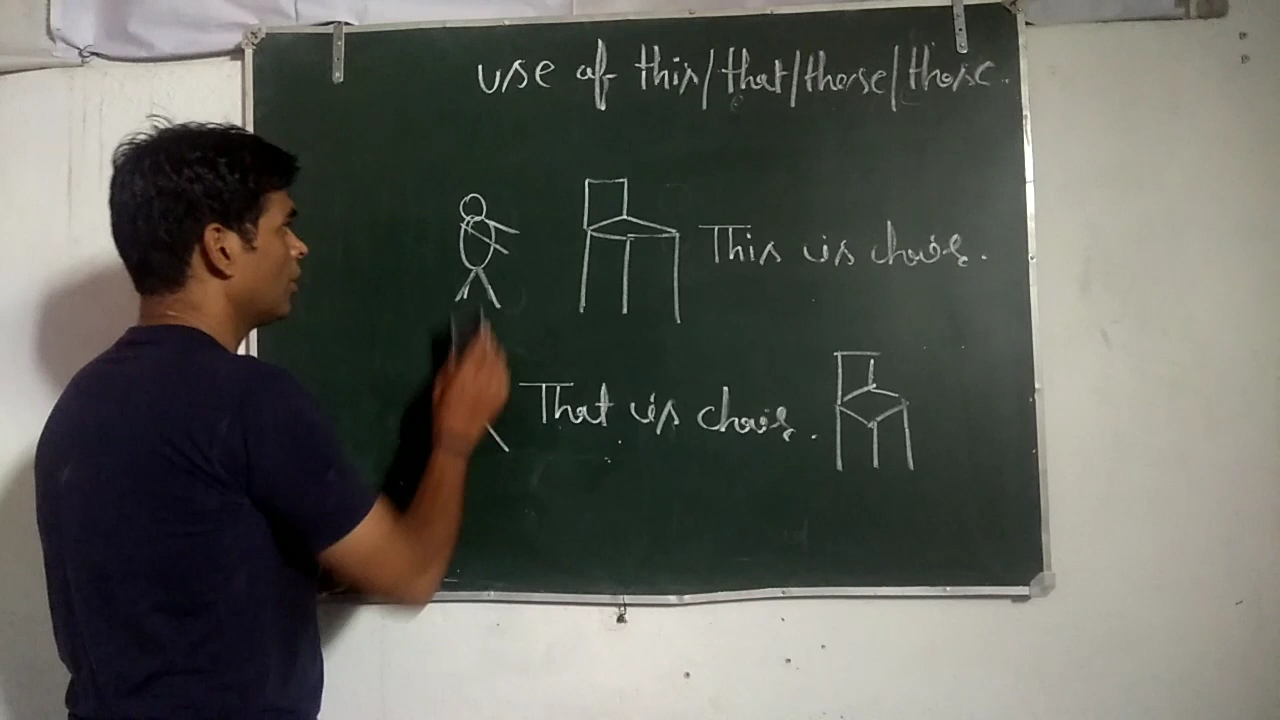 use of this/that/these/those.
This is chair.
That is chair.